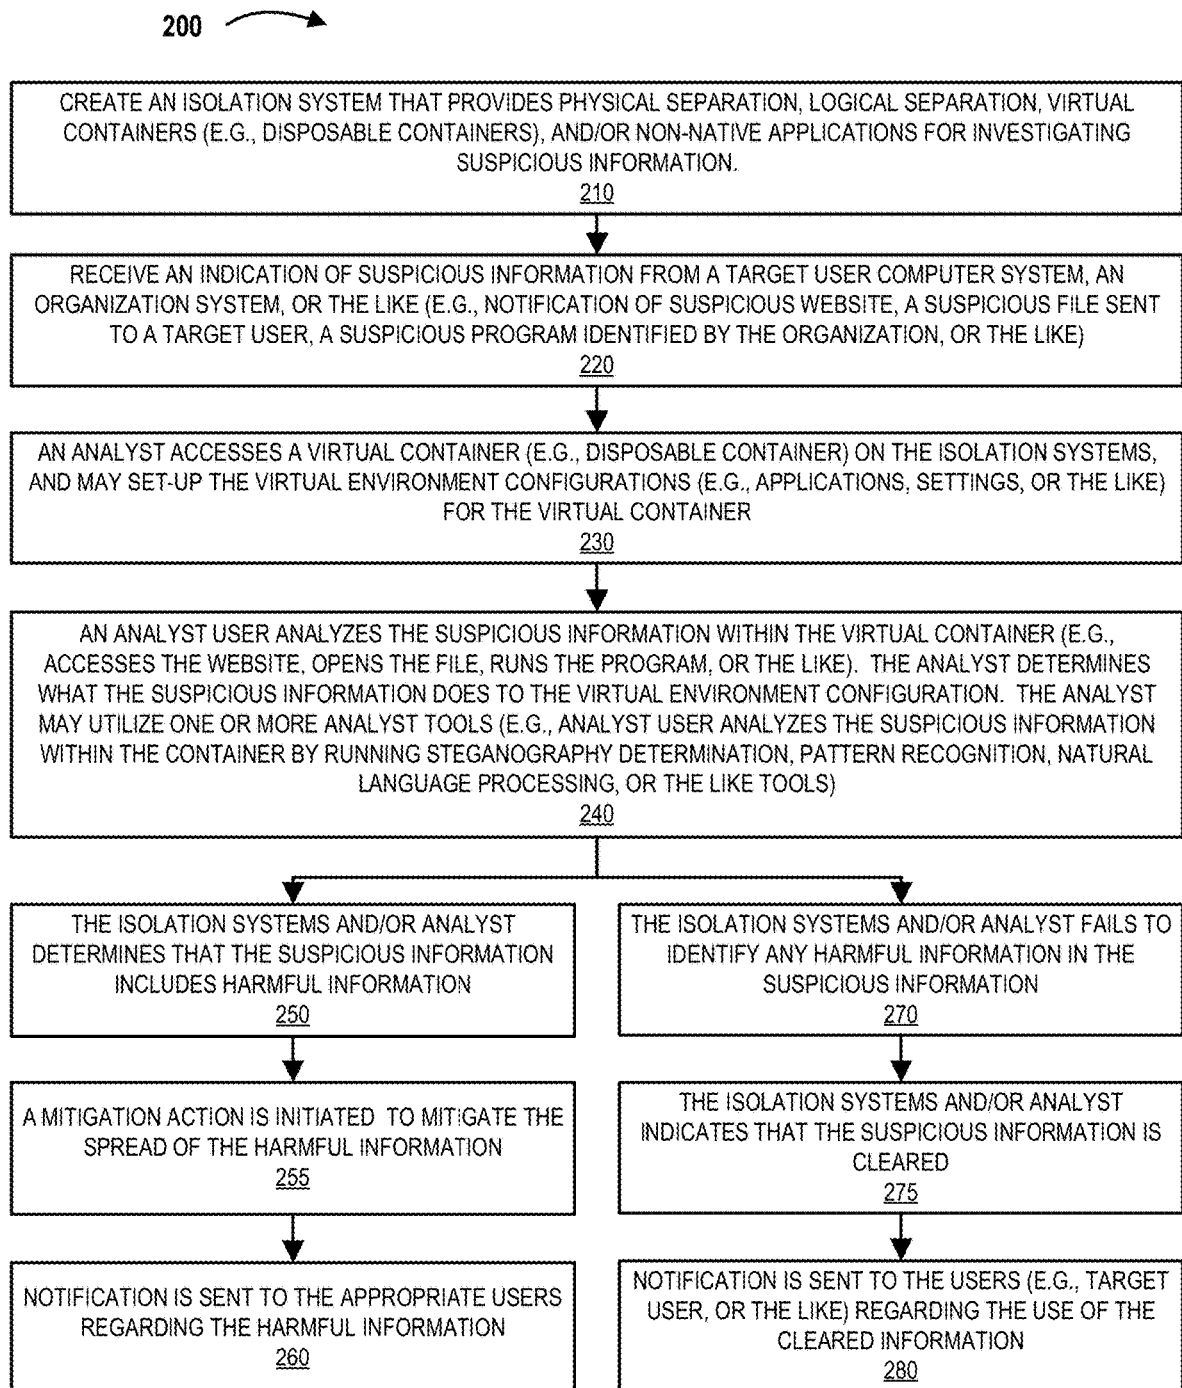 200
CREATE AN ISOLATION SYSTEM THAT PROVIDES PHYSICAL SEPARATION, LOGICAL SEPARATION, VIRTUAL
CONTAINERS (E.G., DISPOSABLE CONTAINERS), AND/OR NON-NATIVE APPLICATIONS FOR INVESTIGATING
SUSPICIOUS INFORMATION.
210
RECEIVE AN INDICATION OF SUSPICIOUS INFORMATION FROM A TARGET USER COMPUTER SYSTEM, AN
ORGANIZATION SYSTEM, OR THE LIKE (E.G., NOTIFICATION OF SUSPICIOUS WEBSITE, A SUSPICIOUS FILE SENT
TO A TARGET USER, A SUSPICIOUS PROGRAM IDENTIFIED BY THE ORGANIZATION, OR THE LIKE)
220
AN ANALYST ACCESSES A VIRTUAL CONTAINER (E.G., DISPOSABLE CONTAINER) ON THE ISOLATION SYSTEMS,
AND MAY SET-UP THE VIRTUAL ENVIRONMENT CONFIGURATIONS (E.G., APPLICATIONS, SETTINGS, OR THE LIKE)
FOR THE VIRTUAL CONTAINER
230
AN ANALYST USER ANALYZES THE SUSPICIOUS INFORMATION WITHIN THE VIRTUAL CONTAINER (E.G.,
ACCESSES THE WEBSITE, OPENS THE FILE, RUNS THE PROGRAM, OR THE LIKE). THE ANALYST DETERMINES
WHAT THE SUSPICIOUS INFORMATION DOES TO THE VIRTUAL ENVIRONMENT CONFIGURATION. THE ANALYST
MAY UTILIZE ONE OR MORE ANALYST TOOLS (E.G., ANALYST USER ANALYZES THE SUSPICIOUS INFORMATION
WITHIN THE CONTAINER BY RUNNING STEGANOGRAPHY DETERMINATION, PATTERN RECOGNITION, NATURAL
LANGUAGE PROCESSING, OR THE LIKE TOOLS)
240
THE ISOLATION SYSTEMS AND/OR ANALYST
DETERMINES THAT THE SUSPICIOUS INFORMATION
INCLUDES HARMFUL INFORMATION
250
A MITIGATION ACTION IS INITIATED TO MITIGATE THE
SPREAD OF THE HARMFUL INFORMATION
255
NOTIFICATION IS SENT TO THE APPROPRIATE USERS
REGARDING THE HARMFUL INFORMATION
260
THE ISOLATION SYSTEMS AND/OR ANALYST FAILS TO
IDENTIFY ANY HARMFUL INFORMATION IN THE
SUSPICIOUS INFORMATION
270
THE ISOLATION SYSTEMS AND/OR ANALYST
INDICATES THAT THE SUSPICIOUS INFORMATION IS
CLEARED
275
NOTIFICATION IS SENT TO THE USERS (E.G., TARGET
USER, OR THE LIKE) REGARDING THE USE OF THE
CLEARED INFORMATION
280